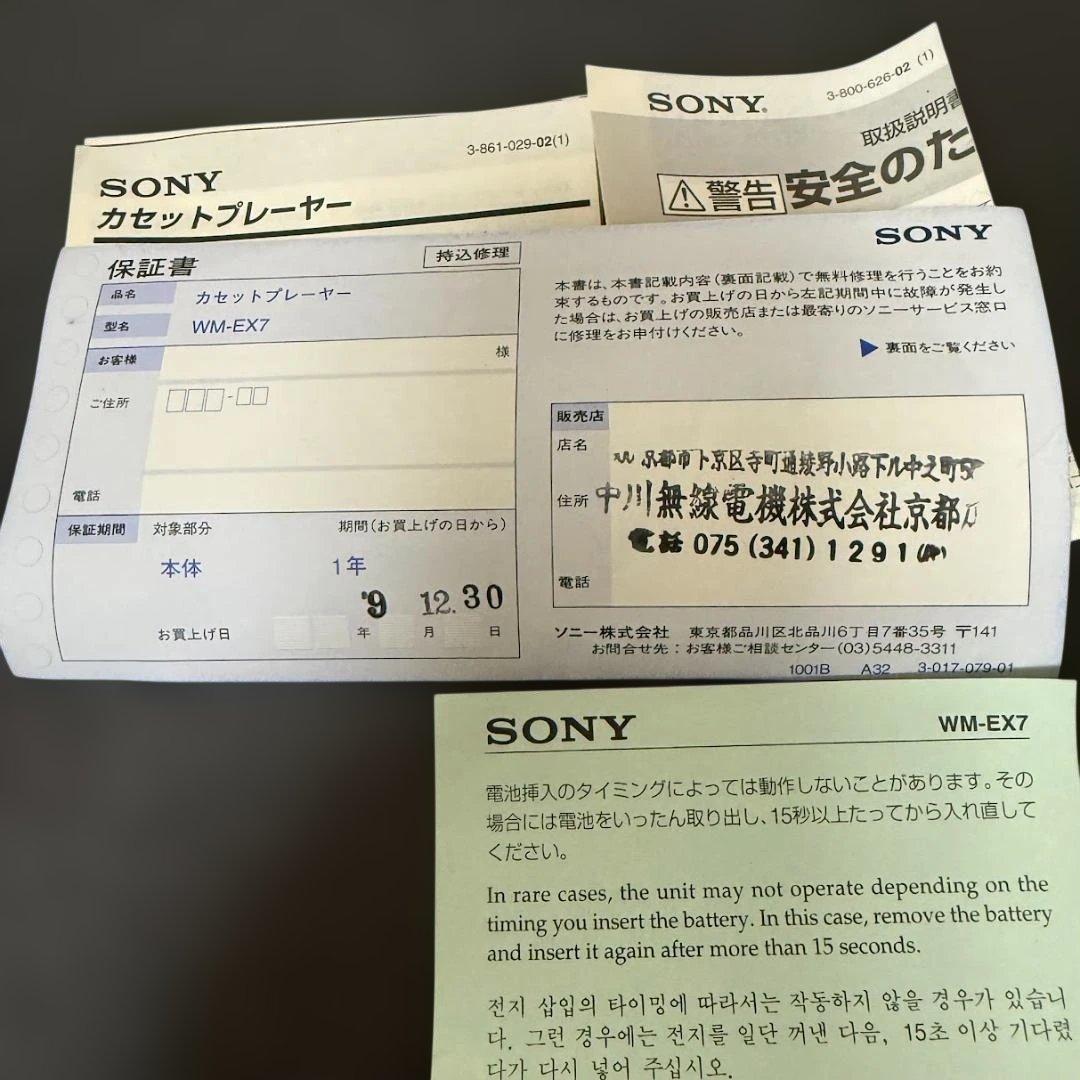 SONY®
3-800-626-02 (1)
取扱説明書
⚠警告 安全のた
3-861-029-02(1)
SONY
カセットプレーヤー
SONY
保証書
持込修理
品名 カセットプレーヤー
型名 WM-EX7
お客様 様
ご住所
電話
保証期間 対象部分 期間(お買上げの日から)
本体 1年
'9 12.30
お買上げ日 年 月 日
本書は、本書記載内容(裏面記載)で無料修理を行うことをお約
束するものです。お買上げの日から左記期間中に故障が発生し
た場合は、お買上げの販売店または最寄りのソニーサービス窓口
に修理をお申付けください。
▶ 裏面をご覧ください
販売店
店名
京都市下京区寺町通綾野小路下ル中之町
住所 中川無線電機株式会社京都
電話 075(341)1291
電話
ソニー株式会社 東京都品川区北品川6丁目7番35号 〒141
お問合せ先:お客様ご相談センター(03)5448-3311
1001B A32 3-017-079-01
SONY WM-EX7
電池挿入のタイミングによっては動作しないことがあります。その
場合には電池をいったん取り出し、15秒以上たってから入れ直して
ください。
In rare cases, the unit may not operate depending on the
timing you insert the battery. In this case, remove the battery
and insert it again after more than 15 seconds.
전지 삽입의 타이밍에 따라서는 작동하지 않을 경우가 있습니
다. 그런 경우에는 전지를 일단 꺼낸 다음, 15초 이상 기다렸
다가 다시 넣어 주십시오.